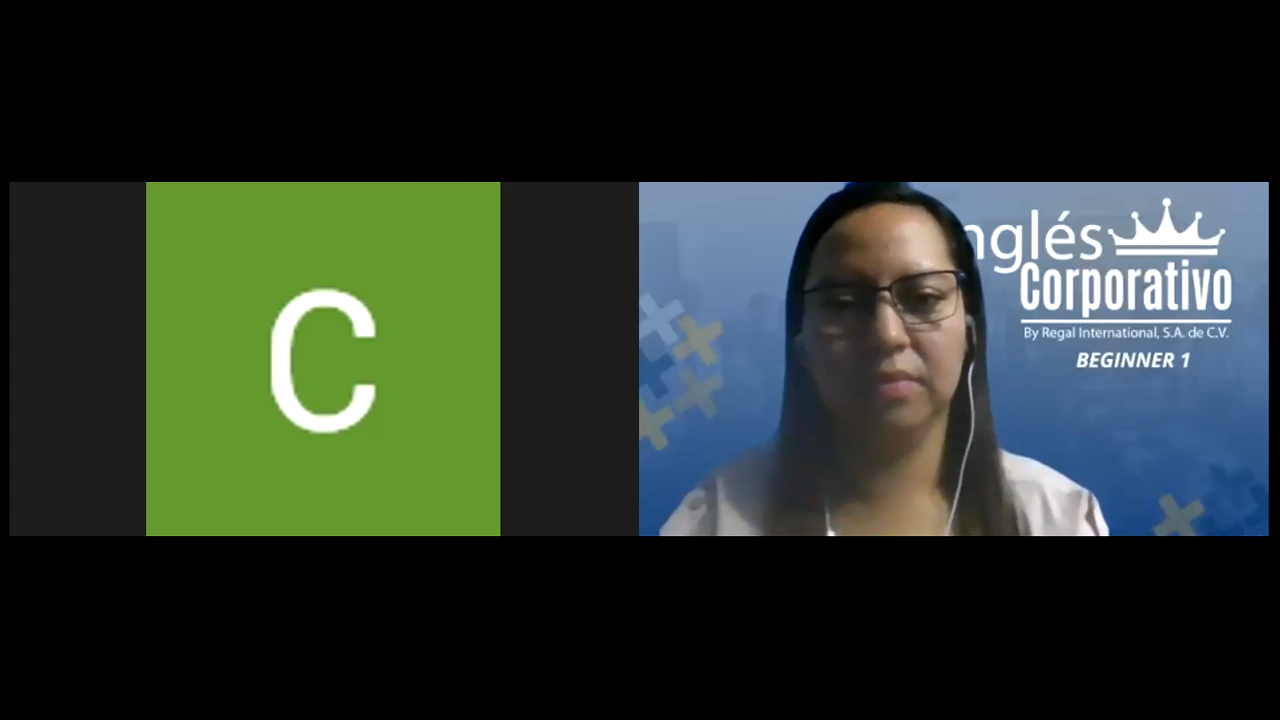 C
nglés
Corporativo
By Regal International, S.A. de C.V.
BEGINNER 1